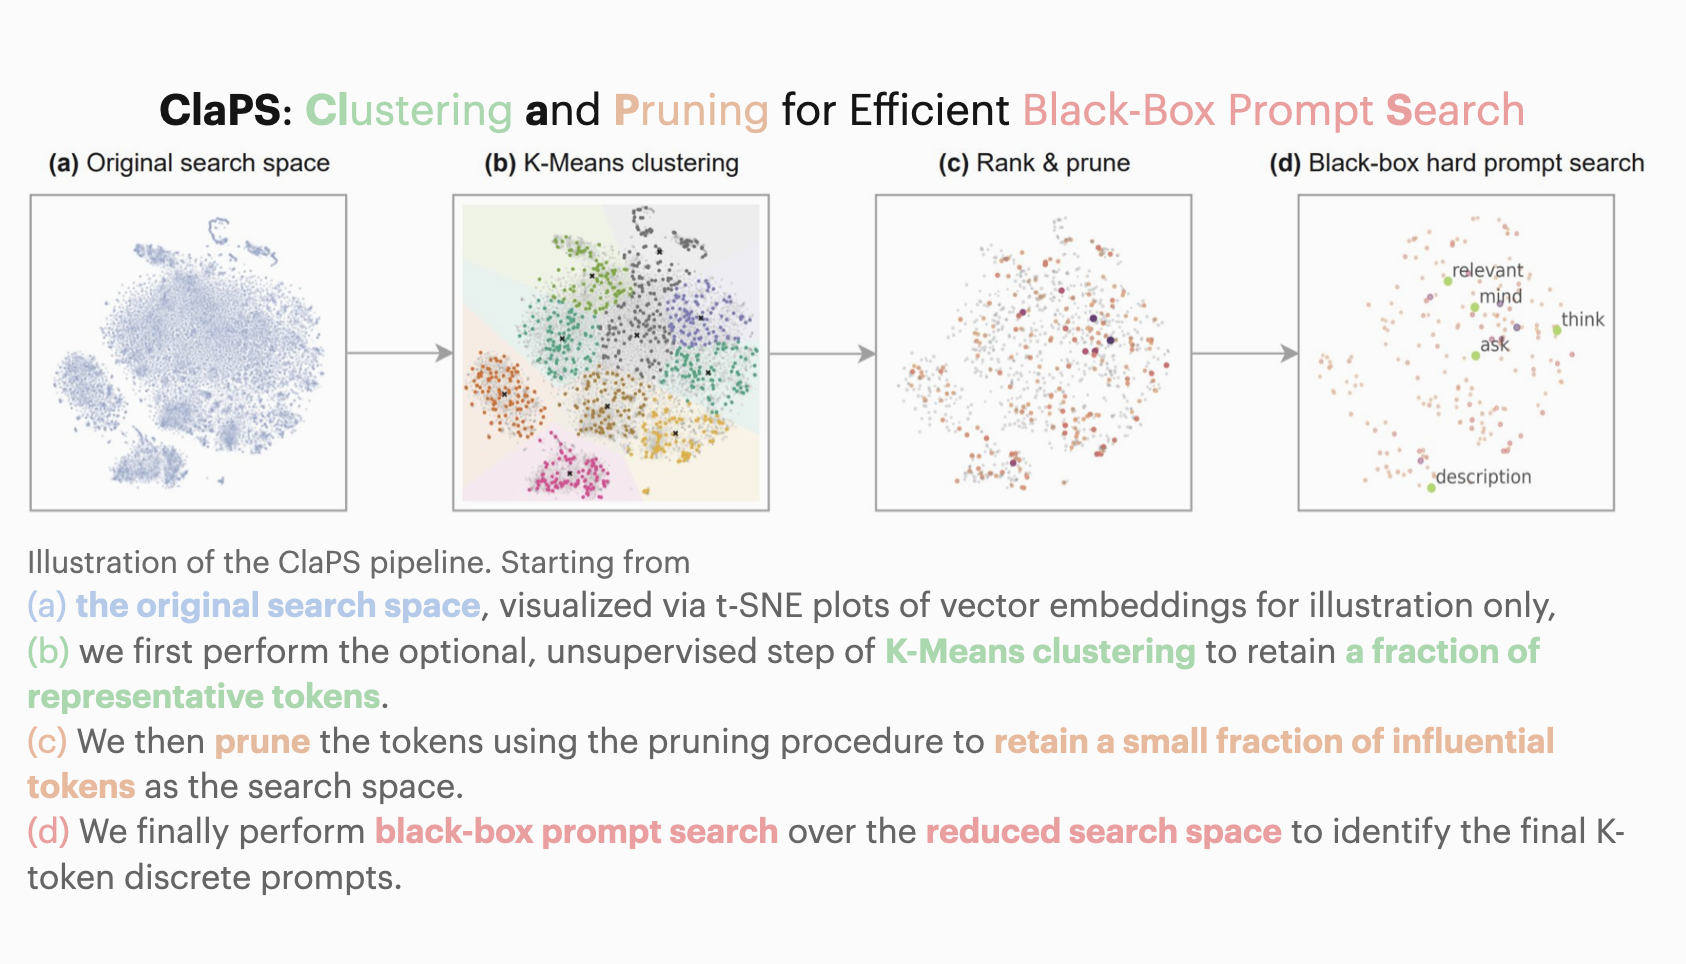 ClaPS: Clustering and Pruning for Efficient Black-Box Prompt Search
(a) Original search space
(b) K-Means clustering
(c) Rank & prune
(d) Black-box hard prompt search
relevant
mind
think
ask
description
Illustration of the ClaPS pipeline. Starting from
(a) the original search space, visualized via t-SNE plots of vector embeddings for illustration only,
(b) we first perform the optional, unsupervised step of K-Means clustering to retain a fraction of
representative tokens.
(c) We then prune the tokens using the pruning procedure to retain a small fraction of influential
tokens as the search space.
(d) We finally perform black-box prompt search over the reduced search space to identify the final K-
token discrete prompts.